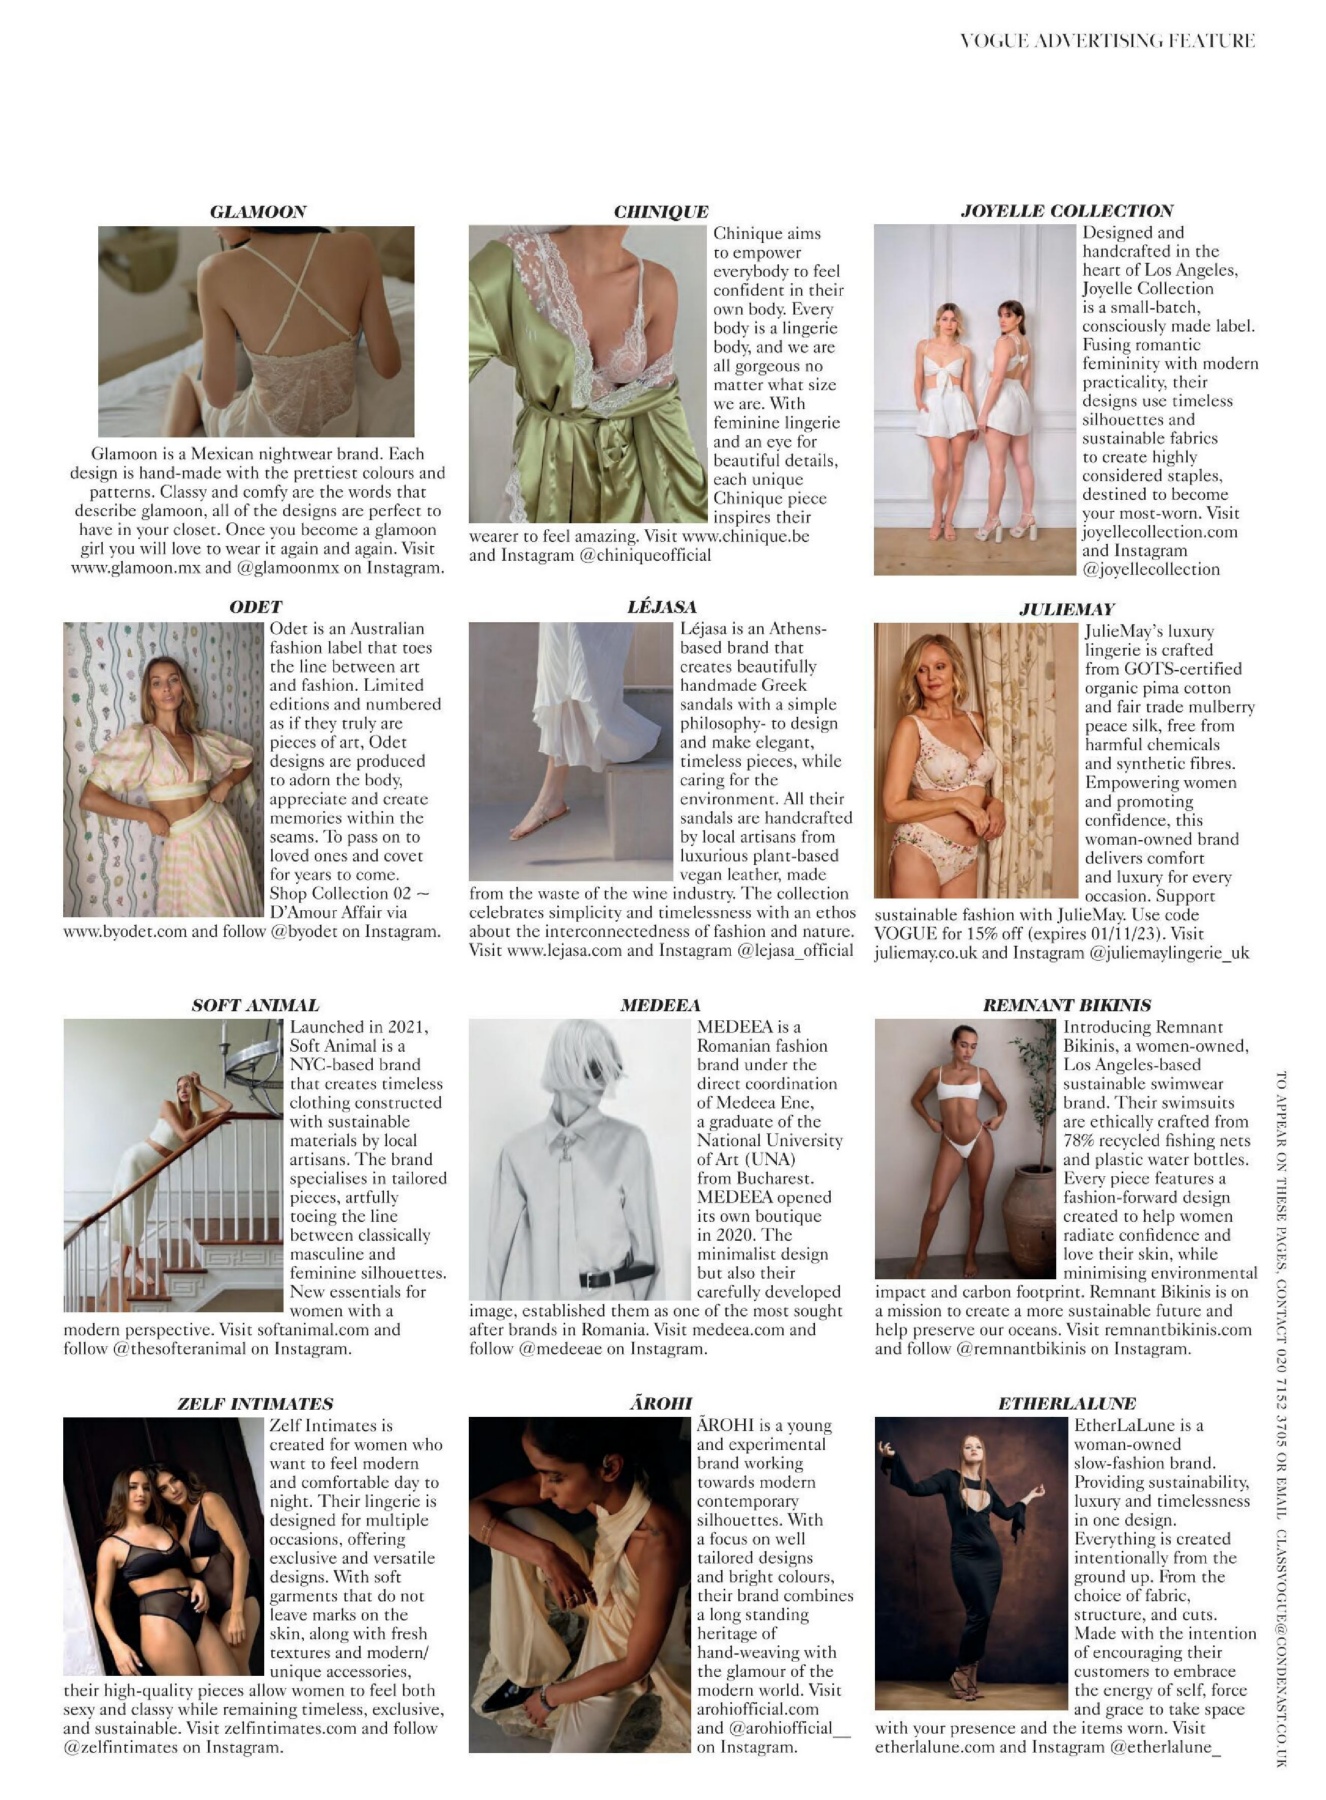 VOGUE ADVERTISING FEATURE
GLAMOON
Glamoon is a Mexican nightwear brand. Each
design is hand-made with the prettiest colours and
patterns. Classy and comfy are the words that
describe glamoon, all of the designs are perfect to
have in your closet. Once you become a glamoon
girl you will love to wear it again and again. Visit
www.glamoon.mx and @glamoonmx on Instagram.
CHINIQUE
Chinique aims
to empower
everybody to feel
confident in their
own body. Every
body is a lingerie
body, and we are
all gorgeous no
matter what size
we are. With
feminine lingerie
and an eye for
beautiful details,
each unique
Chinique piece
inspires their
wearer to feel amazing. Visit www.chinique.be
and Instagram @chiniqueofficial
JOYELLE COLLECTION
Designed and
handcrafted in the
heart of Los Angeles,
Joyelle Collection
is a small-batch,
consciously made label.
Fusing romantic
femininity with modern
practicality, their
designs use timeless
silhouettes and
sustainable fabrics
to create highly
considered staples,
destined to become
your most-worn. Visit
joyellecollection.com
and Instagram
@joyellecollection
ODET
Odet is an Australian
fashion label that toes
the line between art
and fashion. Limited
editions and numbered
as if they truly are
pieces of art, Odet
designs are produced
to adorn the body,
appreciate and create
memories within the
seams. To pass on to
loved ones and covet
for years to come.
Shop Collection 02 ~
D'Amour Affair via
www.byodet.com and follow @byodet on Instagram.
LÉJASA
Léjasa is an Athens-
based brand that
creates beautifully
handmade Greek
sandals with a simple
philosophy- to design
and make elegant,
timeless pieces, while
caring for the
environment. All their
sandals are handcrafted
by local artisans from
luxurious plant-based
vegan leather, made
from the waste of the wine industry. The collection
celebrates simplicity and timelessness with an ethos
about the interconnectedness of fashion and nature.
Visit www.lejasa.com and Instagram @lejasa_official
JULIEMAY
JulieMay's luxury
lingerie is crafted
from GOTS-certified
organic pima cotton
and fair trade mulberry
peace silk, free from
harmful chemicals
and synthetic fibres.
Empowering women
and promoting
confidence, this
woman-owned brand
delivers comfort
and luxury for every
occasion. Support
sustainable fashion with JulieMay. Use code
VOGUE for 15% off (expires 01/11/23). Visit
juliemay.co.uk and Instagram @juliemaylingerie_uk
SOFT ANIMAL
Launched in 2021,
Soft Animal is a
NYC-based brand
that creates timeless
clothing constructed
with sustainable
materials by local
artisans. The brand
specialises in tailored
pieces, artfully
toeing the line
between classically
masculine and
feminine silhouettes.
New essentials for
women with a
modern perspective. Visit softanimal.com and
follow @thesofteranimal on Instagram.
MEDEEA
MEDEEA is a
Romanian fashion
brand under the
direct coordination
of Medeea Ene,
a graduate of the
National University
of Art (UNA)
from Bucharest.
MEDEEA opened
its own boutique
in 2020. The
minimalist design
but also their
carefully developed
image, established them as one of the most sought
after brands in Romania. Visit medeea.com and
follow @medeeae on Instagram.
REMNANT BIKINIS
Introducing Remnant
Bikinis, a women-owned,
Los Angeles-based
sustainable swimwear
brand. Their swimsuits
are ethically crafted from
78% recycled fishing nets
and plastic water bottles.
Every piece features a
fashion-forward design
created to help women
radiate confidence and
love their skin, while
minimising environmental
impact and carbon footprint. Remnant Bikinis is on
a mission to create a more sustainable future and
help preserve our oceans. Visit remnantbikinis.com
and follow @remnantbikinis on Instagram.
ZELF INTIMATES
Zelf Intimates is
created for women who
want to feel modern
and comfortable day to
night. Their lingerie is
designed for multiple
occasions, offering
exclusive and versatile
designs. With soft
garments that do not
leave marks on the
skin, along with fresh
textures and modern/
unique accessories,
their high-quality pieces allow women to feel both
sexy and classy while remaining timeless, exclusive,
and sustainable. Visit zelfintimates.com and follow
@zelfintimates on Instagram.
ÃROHI
ÃROHI is a young
and experimental
brand working
towards modern
contemporary
silhouettes. With
a focus on well
tailored designs
and bright colours,
their brand combines
a long standing
heritage of
hand-weaving with
the glamour of the
modern world. Visit
arohiofficial.com
and @arohiofficial__
on Instagram.
ETHERLALUNE
EtherLaLune is a
woman-owned
slow-fashion brand.
Providing sustainability,
luxury and timelessness
in one design.
Everything is created
intentionally from the
ground up. From the
choice of fabric,
structure, and cuts.
Made with the intention
of encouraging their
customers to embrace
the energy of self, force
and grace to take space
with your presence and the items worn. Visit
etherlalune.com and Instagram @etherlalune_
TO APPEAR ON THESE PAGES, CONTACT 020 7152 3705 OR EMAIL CLASSVOGUE@CONDENAST.CO.UK